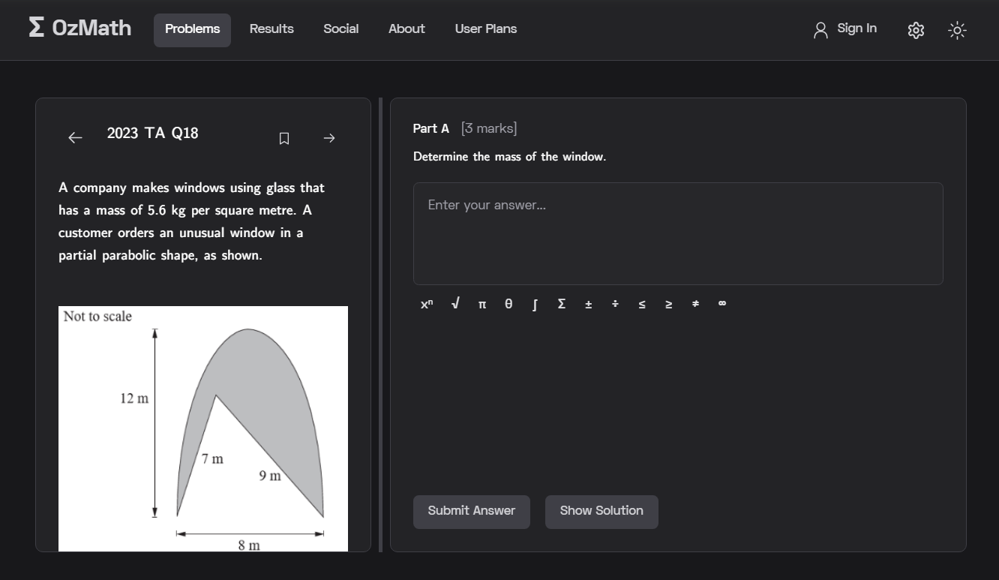 Σ OzMath
Problems
Results
Social
About
User Plans
Sign In
2023 TA Q18
A company makes windows using glass that
has a mass of 5.6 kg per square metre. A
customer orders an unusual window in a
partial parabolic shape, as shown.
Not to scale
12 m
7 m
9 m
8 m
Part A [3 marks]
Determine the mass of the window.
Enter your answer...
xⁿ √ π θ ∫ Σ ± ÷ ≤ ≥ ≠ ∞
Submit Answer
Show Solution